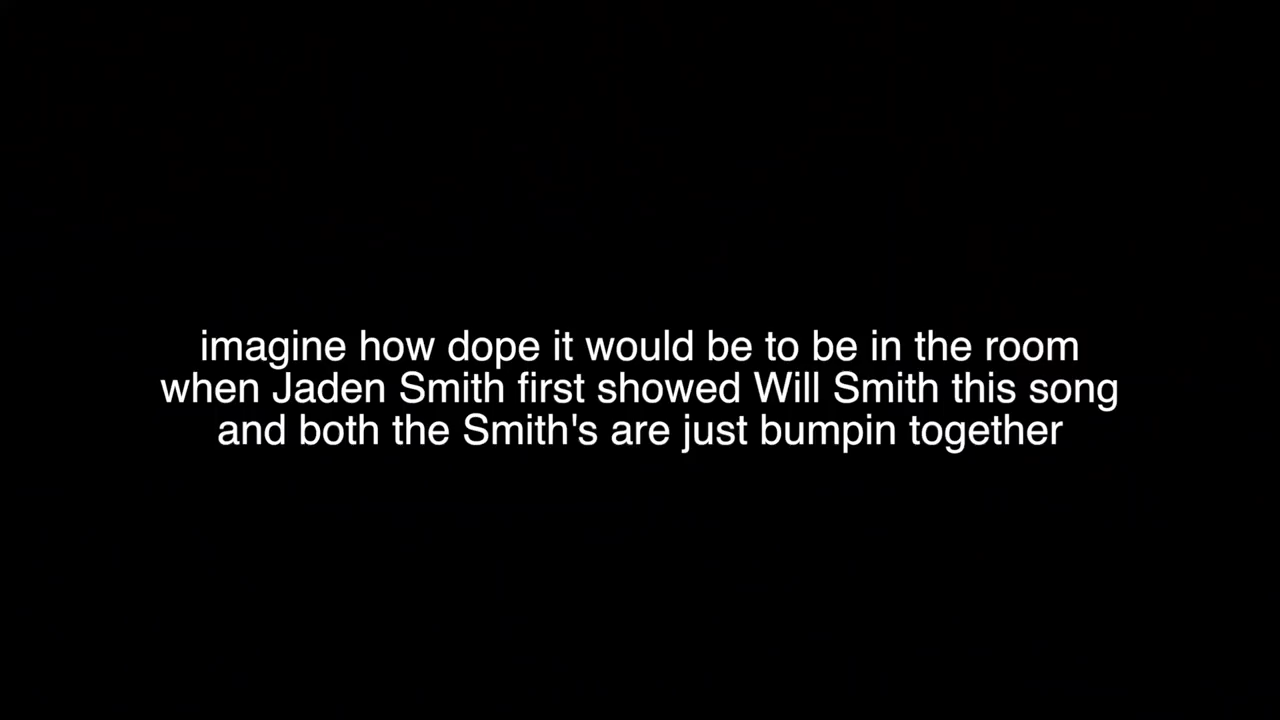 imagine how dope it would be to be in the room
when Jaden Smith first showed Will Smith this song
and both the Smith's are just bumpin together